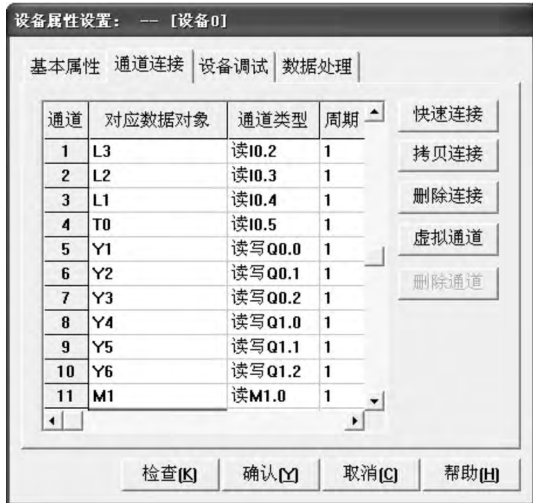 设备属性设置： -- [设备0]
基本属性 通道连接 设备调试 数据处理
通道 对应数据对象 通道类型 周期
1 L3 读I0.2 1
2 L2 读I0.3 1
3 L1 读I0.4 1
4 T0 读I0.5 1
5 Y1 读写Q0.0 1
6 Y2 读写Q0.1 1
7 Y3 读写Q0.2 1
8 Y4 读写Q1.0 1
9 Y5 读写Q1.1 1
10 Y6 读写Q1.2 1
11 M1 读M1.0 1
快速连接
拷贝连接
删除连接
虚拟通道
删除通道
检查[K] 确认[Y] 取消[C] 帮助[H]